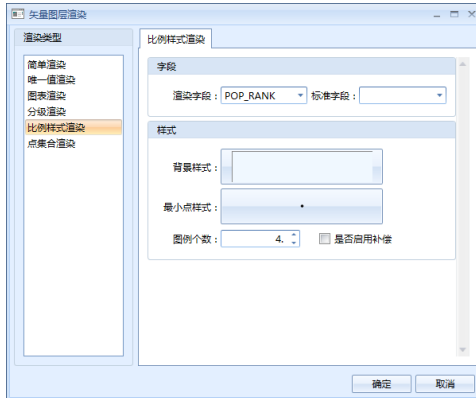 矢量图层渲染
渲染类型
简单渲染
唯一值渲染
图表渲染
分级渲染
比例样式渲染
点集合渲染
比例样式渲染
字段
渲染字段： POP_RANK 标准字段：
样式
背景样式：
最小点样式：
图例个数： 4. 是否启用补偿
确定 取消